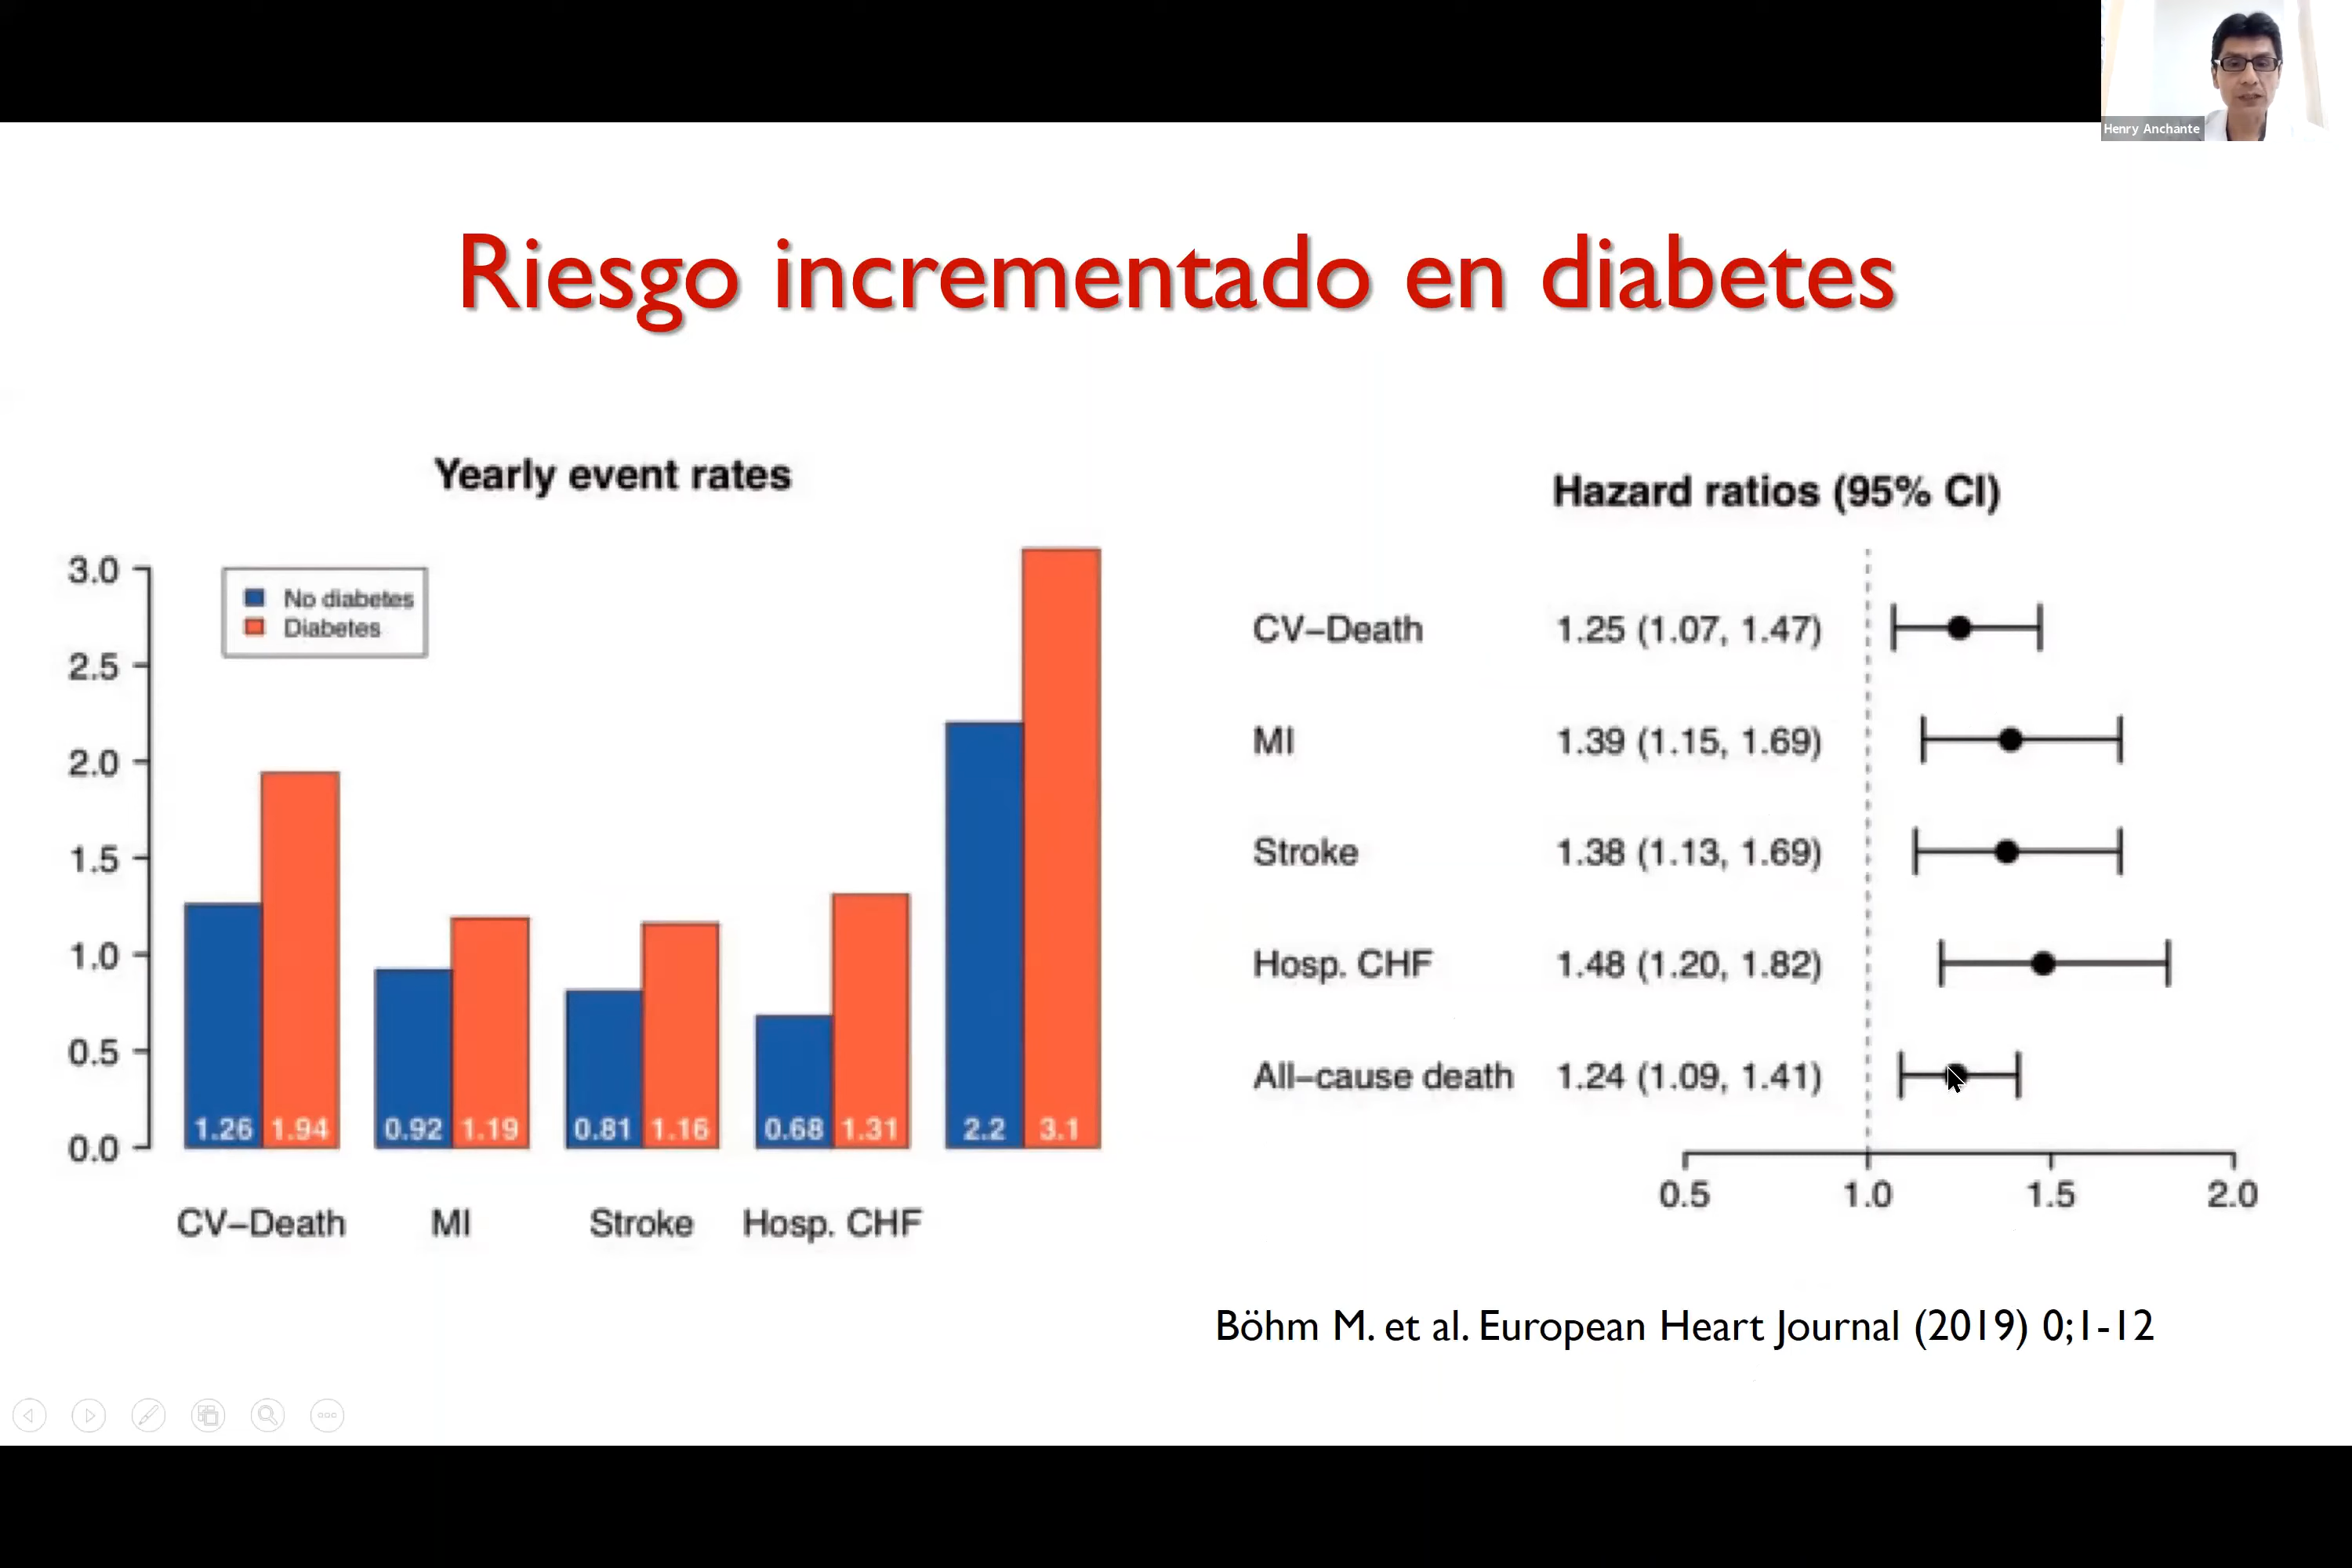 Henry Anchante
Riesgo incrementado en diabetes
Yearly event rates
3.0
2.5
2.0
1.5
1.0
0.5
0.0
No diabetes
Diabetes
1.26 1.94 0.92 1.19 0.81 1.16 0.68 1.31 2.2 3.1
CV–Death MI Stroke Hosp. CHF
Hazard ratios (95% CI)
CV–Death 1.25 (1.07, 1.47)
MI 1.39 (1.15, 1.69)
Stroke 1.38 (1.13, 1.69)
Hosp. CHF 1.48 (1.20, 1.82)
All–cause death 1.24 (1.09, 1.41)
0.5 1.0 1.5 2.0
Böhm M. et al. European Heart Journal (2019) 0;1-12